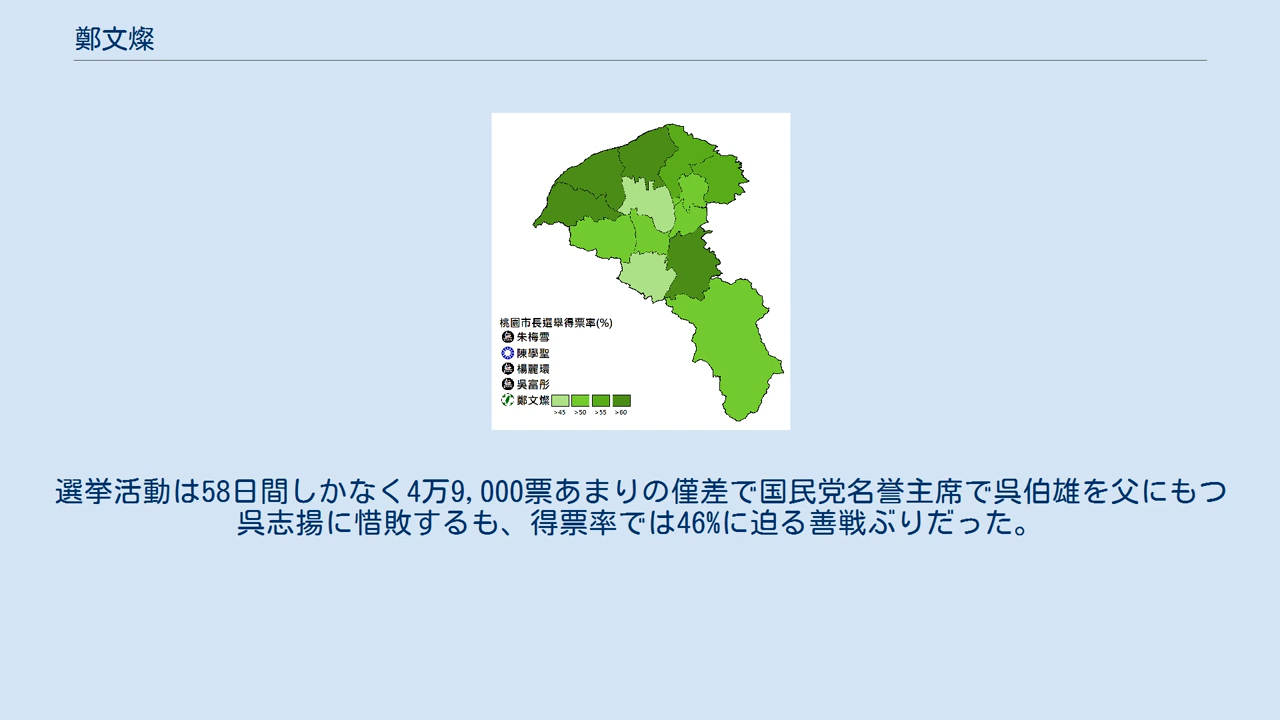 鄭文燦
桃園市長選舉得票率(%)
朱梅雪
陳學聖
楊麗環
吳富彤
鄭文燦
>45 >50 >55 >60
選挙活動は58日間しかなく4万9,000票あまりの僅差で国民党名誉主席で呉伯雄を父にもつ
呉志揚に惜敗するも、得票率では46%に迫る善戦ぶりだった。